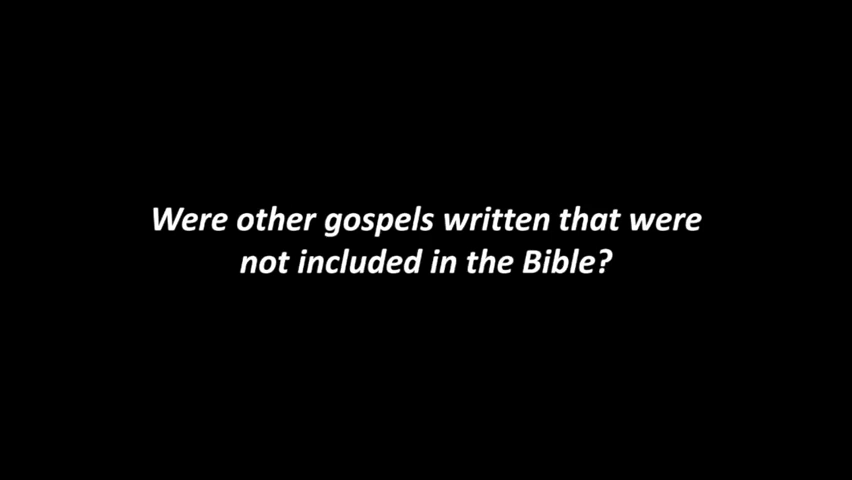 Were other gospels written that were
not included in the Bible?